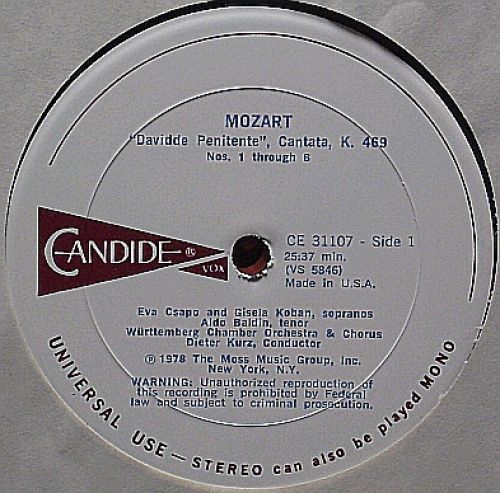 MOZART
"Davidde Penitente", Cantata, K. 469
Nos. 1 through 6
CANDIDE ®
VOX
CE 31107 - Side 1
25:37 min.
(VS 5846)
Made in U.S.A.
Eva Csapo and Gisela Koban, sopranos
Aldo Baldin, tenor
Württemberg Chamber Orchestra & Chorus
Dieter Kurz, Conductor
℗ 1978 The Moss Music Group, Inc.
New York, N.Y.
WARNING: Unauthorized reproduction of
this recording is prohibited by Federal
law and subject to criminal prosecution.
UNIVERSAL USE — STEREO can also be played MONO